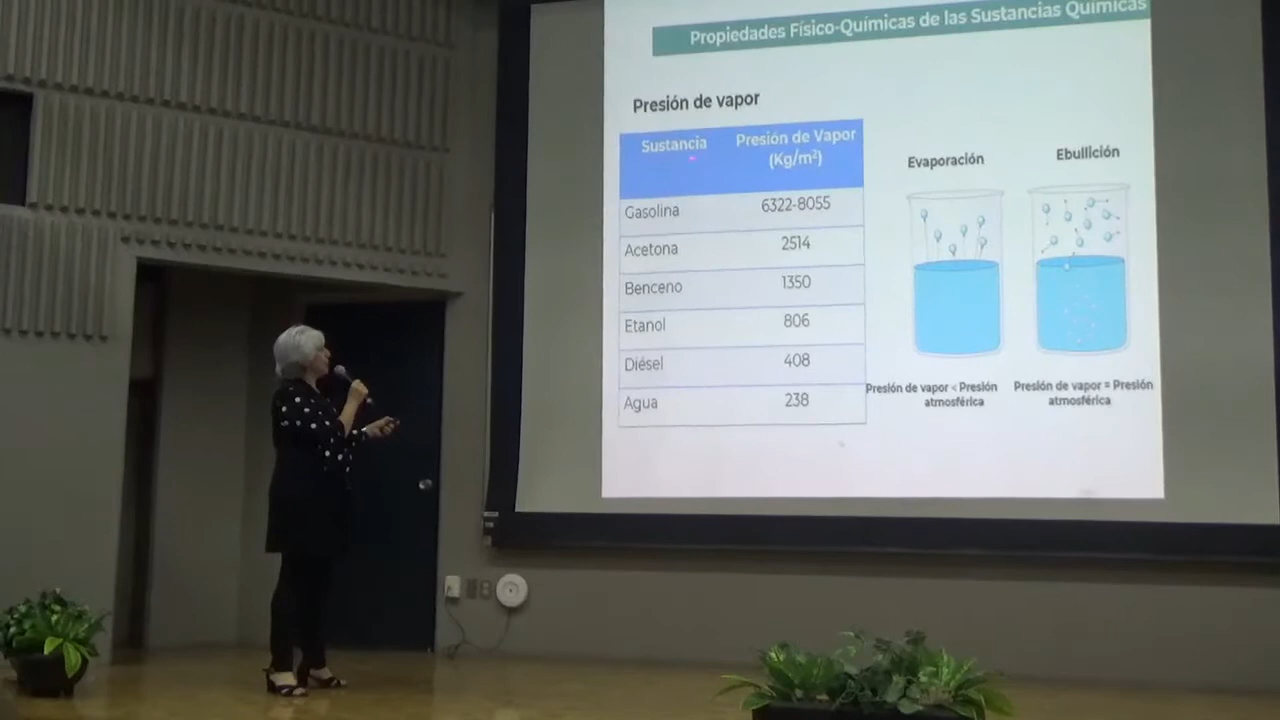 Propiedades Físico-Químicas de las Sustancias Químicas
Presión de vapor
Sustancia
Presión de Vapor
(Kg/m²)
Gasolina 6322-8055
Acetona 2514
Benceno 1350
Etanol 806
Diésel 408
Agua 238
Evaporación
Ebullición
Presión de vapor < Presión
atmosférica
Presión de vapor = Presión
atmosférica